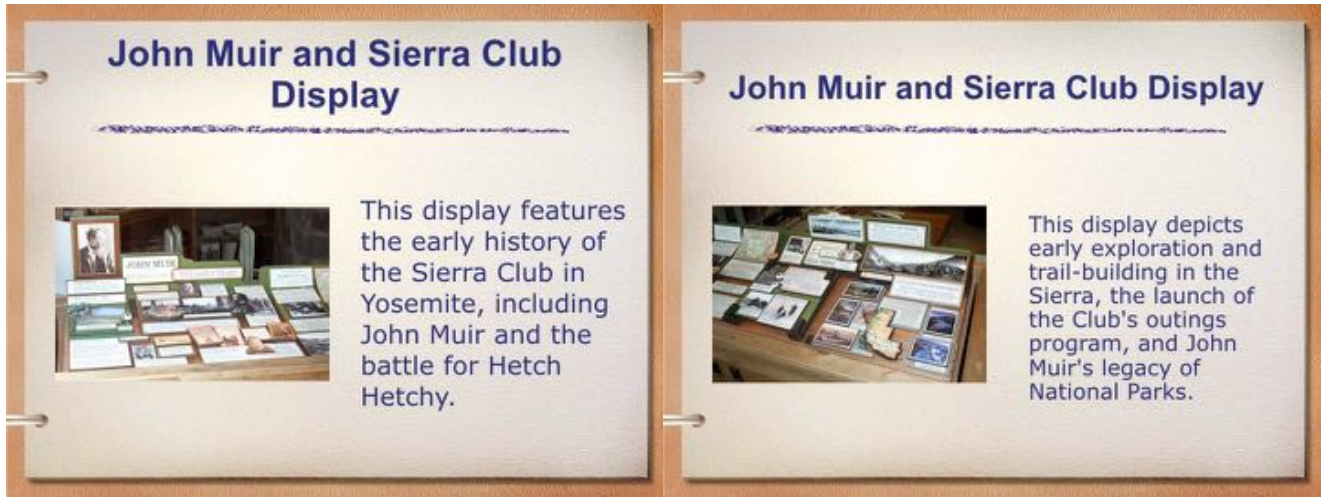 John Muir and Sierra Club
Display
This display features
the early history of
the Sierra Club in
Yosemite, including
John Muir and the
battle for Hetch
Hetchy.
JOHN MUIR
John Muir and Sierra Club Display
This display depicts
early exploration and
trail-building in the
Sierra, the launch of
the Club's outings
program, and John
Muir's legacy of
National Parks.